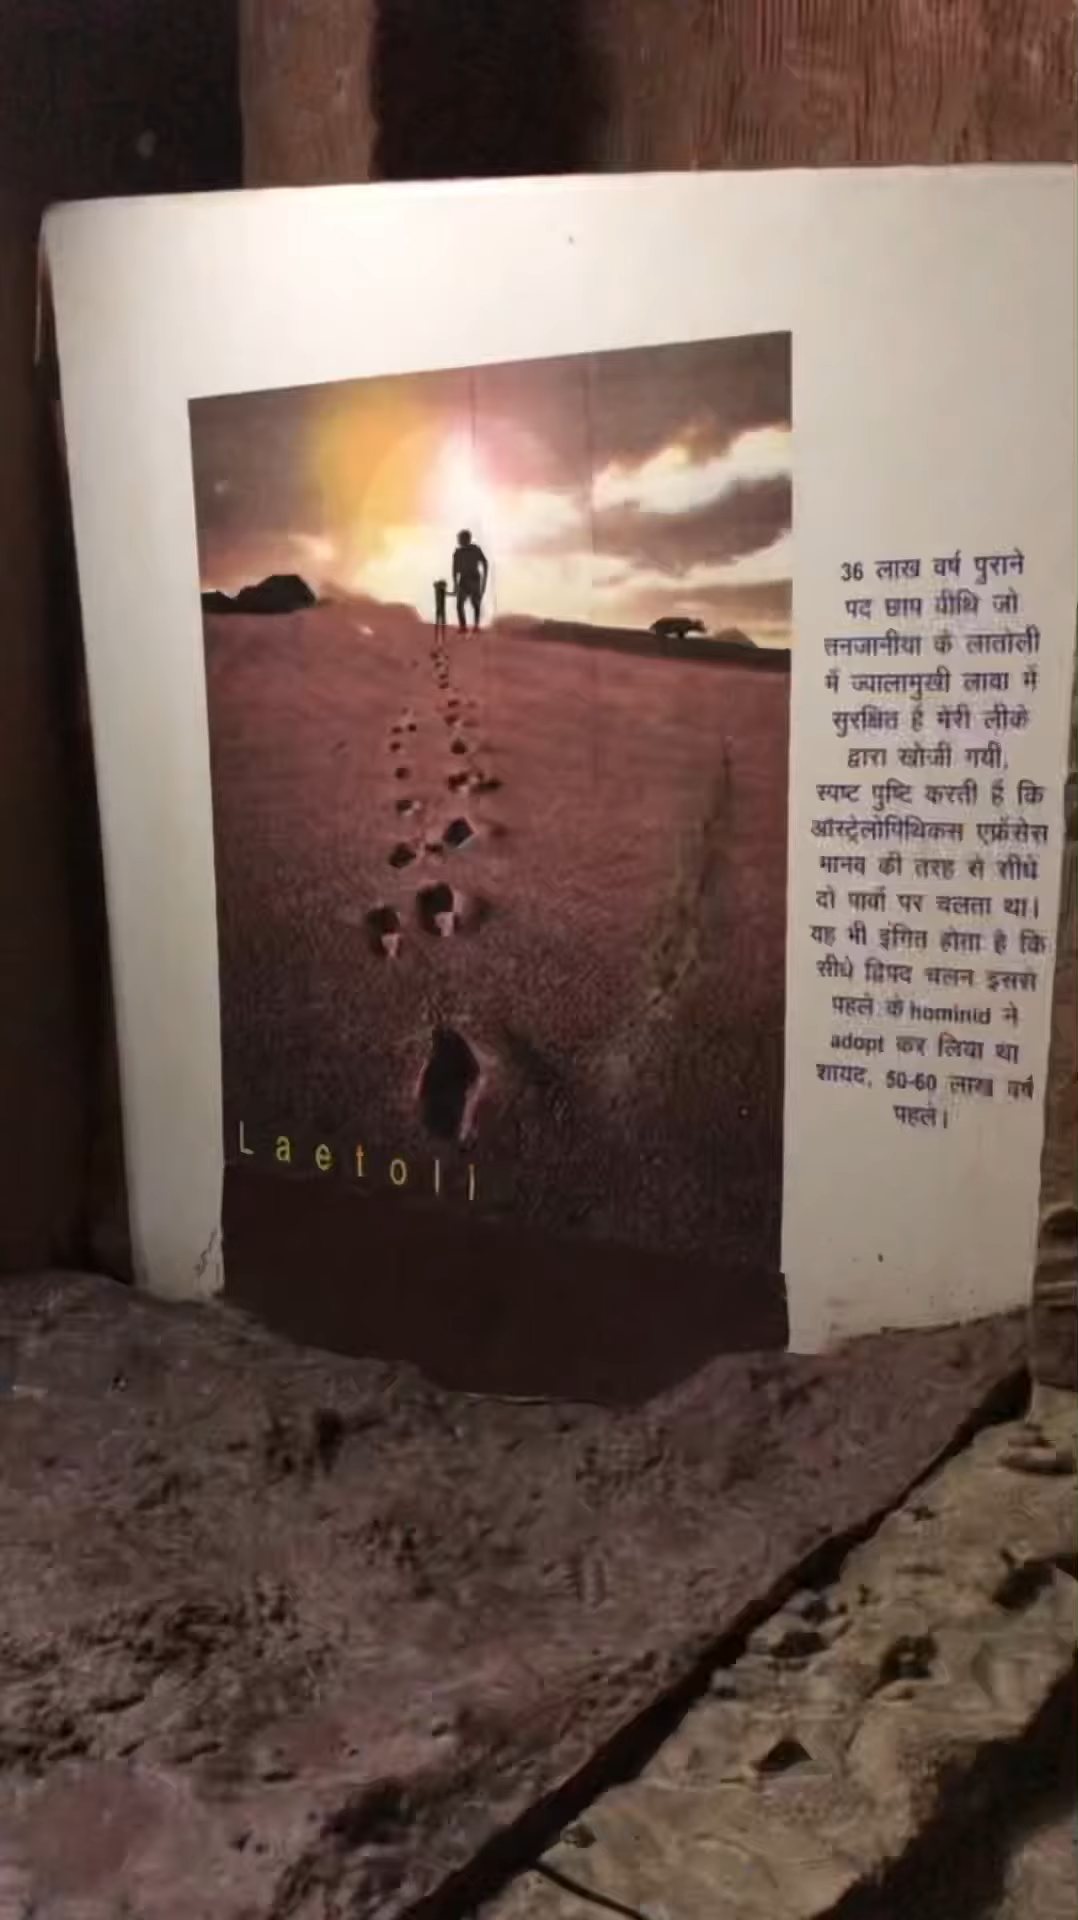 36 लाख वर्ष पुराने
पद छाप वीथि जो
तनजानीया के लातोली
में ज्वालामुखी लावा में
सुरक्षित है मेरी लीके
द्वारा खोजी गयी,
स्पष्ट पुष्टि करती है कि
ऑस्ट्रेलोपिथिकस एफ्रेंसेस
मानव की तरह से सीधे
दो पावों पर चलता था।
यह भी इंगित होता है कि
सीधे द्विपद चलन इससे
पहले के hominid ने
adopt कर लिया था
शायद, 50-60 लाख वर्ष
पहले।
Laetoli